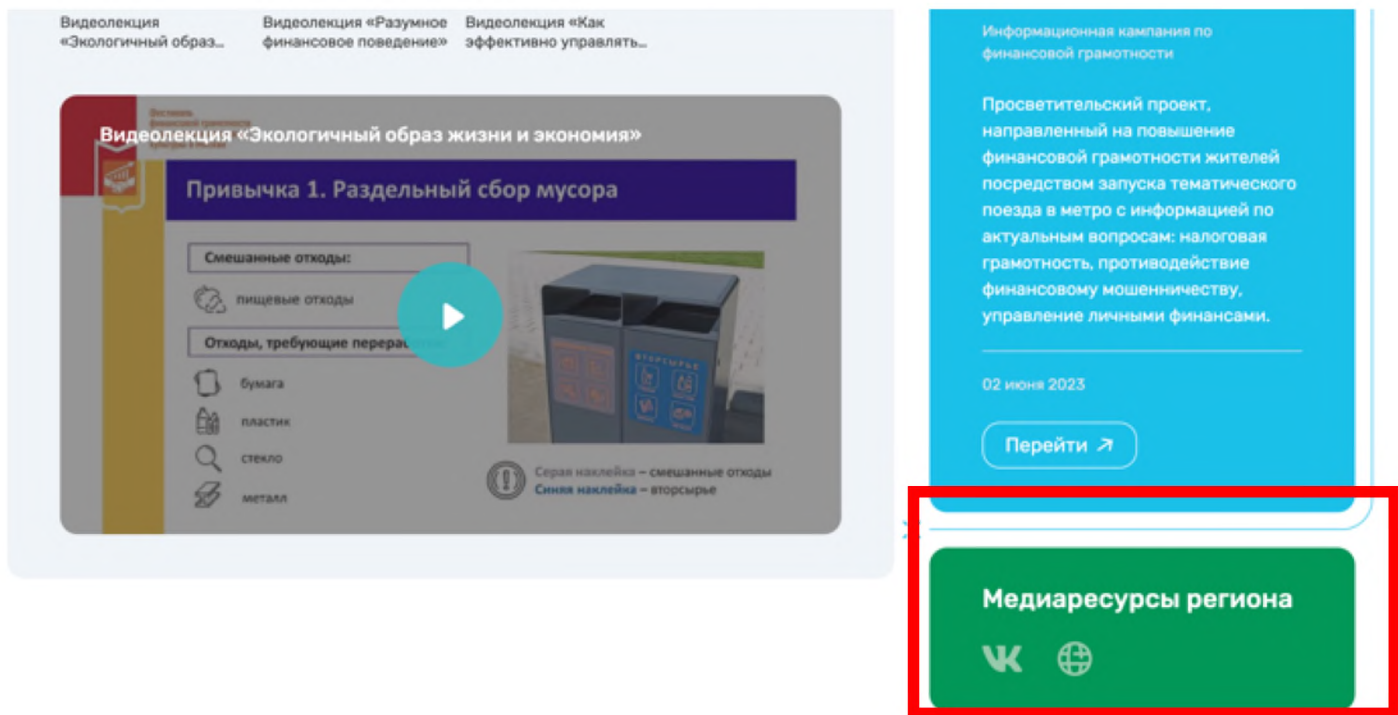 Видеолекция
«Экологичный образ...
Видеолекция «Разумное
финансовое поведение»
Видеолекция «Как
эффективно управлять...
Видеолекция «Экологичный образ жизни и экономия»
Привычка 1. Раздельный сбор мусора
Смешанные отходы:
пищевые отходы
Отходы, требующие
бумага
пластик
стекло
металл
ВТОРСЫРЬЕ
Серая наклейка – смешанные отходы
Синяя наклейка – вторсырье
Информационная кампания по
финансовой грамотности
Просветительский проект,
направленный на повышение
финансовой грамотности жителей
посредством запуска тематического
поезда в метро с информацией по
актуальным вопросам: налоговая
грамотность, противодействие
финансовому мошенничеству,
управление личными финансами.
02 июня 2023
Перейти
Медиаресурсы региона